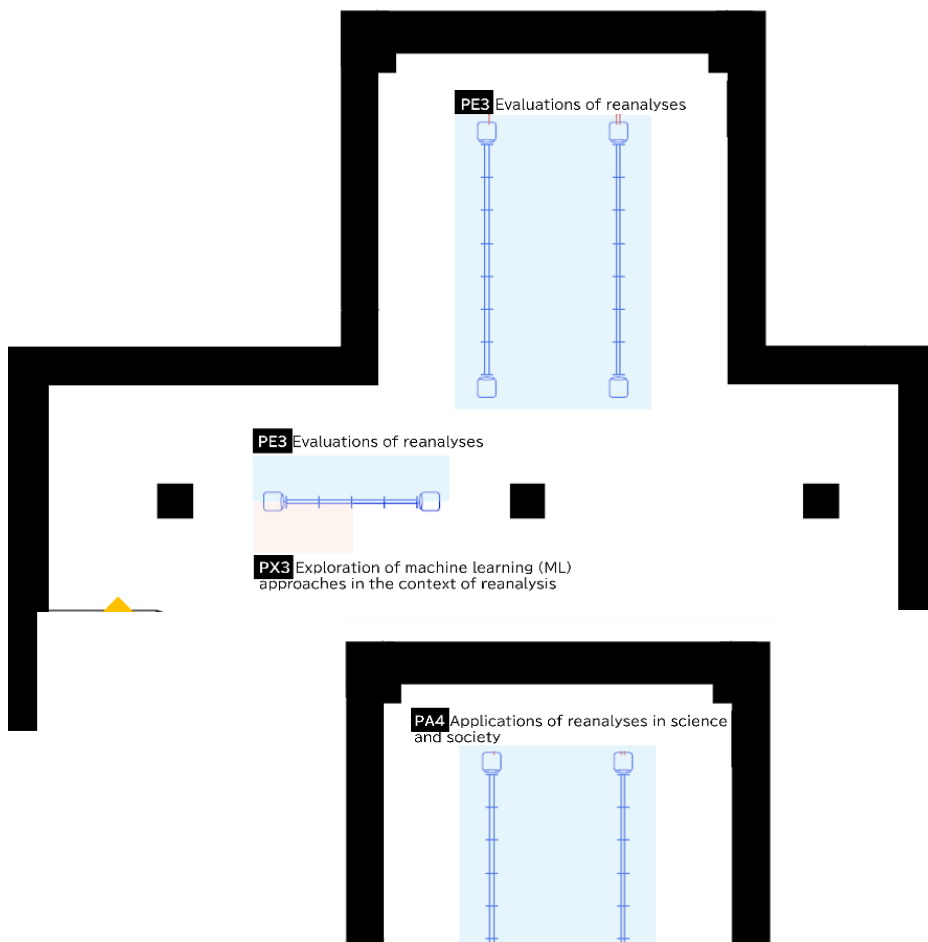 PE3 Evaluations of reanalyses
PE3 Evaluations of reanalyses
PX3 Exploration of machine learning (ML)
approaches in the context of reanalysis
PA4 Applications of reanalyses in science
and society